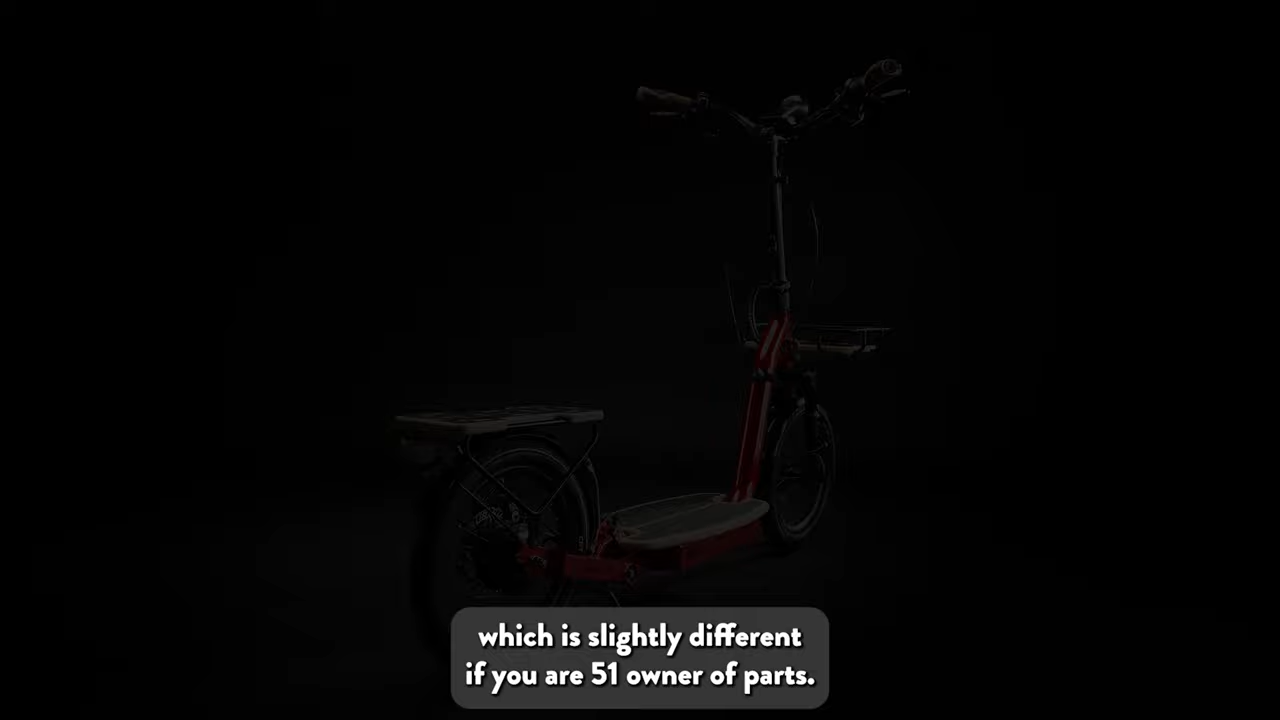 which is slightly different
if you are 51 owner of parts.